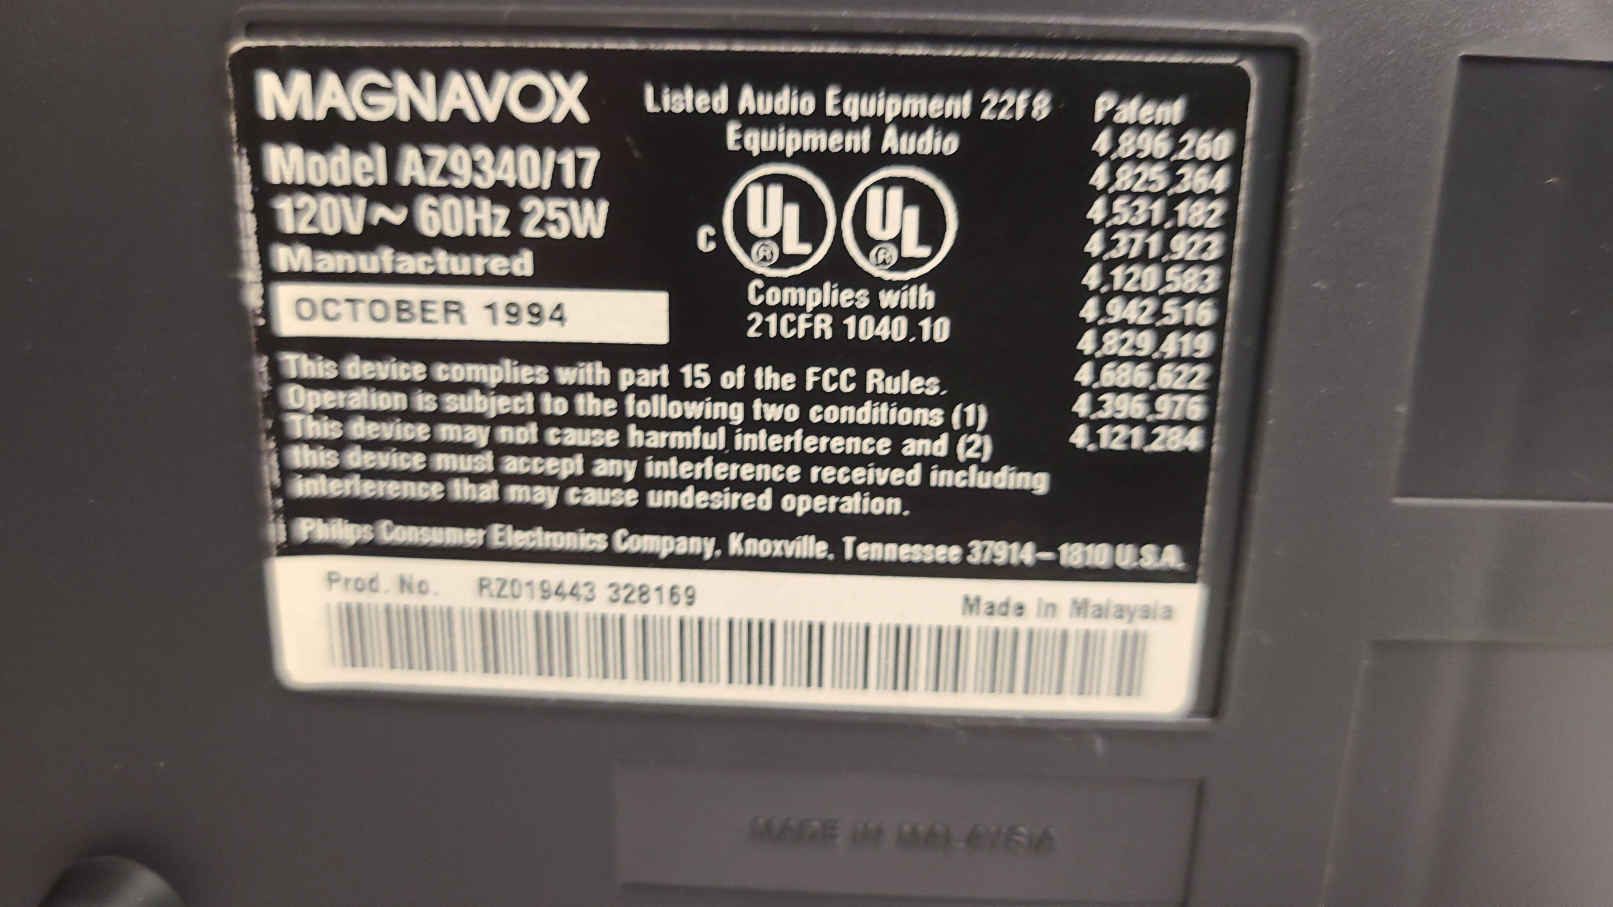 MAGNAVOX
Model AZ9340/17
120V~ 60Hz 25W
Manufactured
OCTOBER 1994
Listed Audio Equipment 22F8
Equipment Audio
C UL® UL®
Complies with
21CFR 1040.10
Patent
4,896,260
4,825,364
4,531,182
4,371,923
4,120,583
4,942,516
4,829,419
4,686,622
4,396,976
4,121,284
This device complies with part 15 of the FCC Rules.
Operation is subject to the following two conditions (1)
This device may not cause harmful interference and (2)
this device must accept any interference received including
interference that may cause undesired operation.
Philips Consumer Electronics Company, Knoxville, Tennessee 37914-1810 U.S.A.
Prod. No. RZ019443 328169
Made in Malaysia
MADE IN MALAYSIA